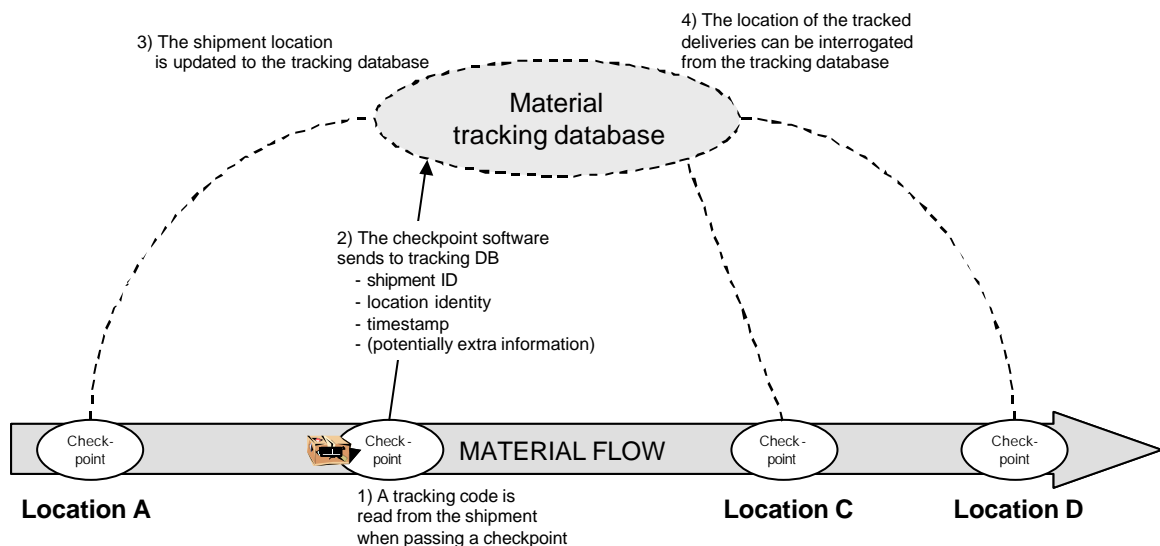 3) The shipment location
is updated to the tracking database
4) The location of the tracked
deliveries can be interrogated
from the tracking database
Material
tracking database
2) The checkpoint software
sends to tracking DB
- shipment ID
- location identity
- timestamp
- (potentially extra information)
Check-
point
Check-
point
MATERIAL FLOW
Check-
point
Check-
point
Location A
1) A tracking code is
read from the shipment
when passing a checkpoint
Location C
Location D